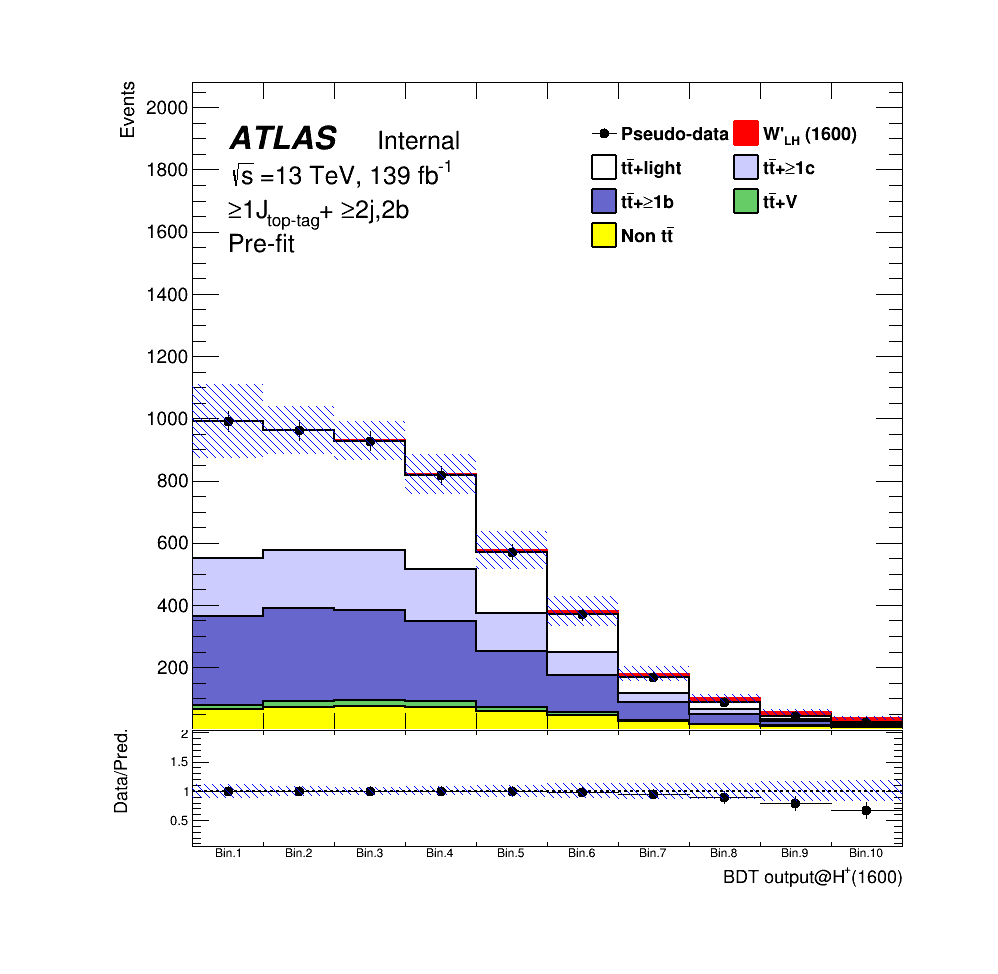 Events
2000
1800
1600
1400
1200
1000
800
600
400
200
ATLAS Internal
√s =13 TeV, 139 fb⁻¹
≥1J_top-tag + ≥2j,2b
Pre-fit
Pseudo-data W'_LH (1600)
tt̄+light tt̄+≥1c
tt̄+≥1b tt̄+V
Non tt̄
Data/Pred.
2
1.5
1
0.5
Bin.1 Bin.2 Bin.3 Bin.4 Bin.5 Bin.6 Bin.7 Bin.8 Bin.9 Bin.10
BDT output@H⁺(1600)